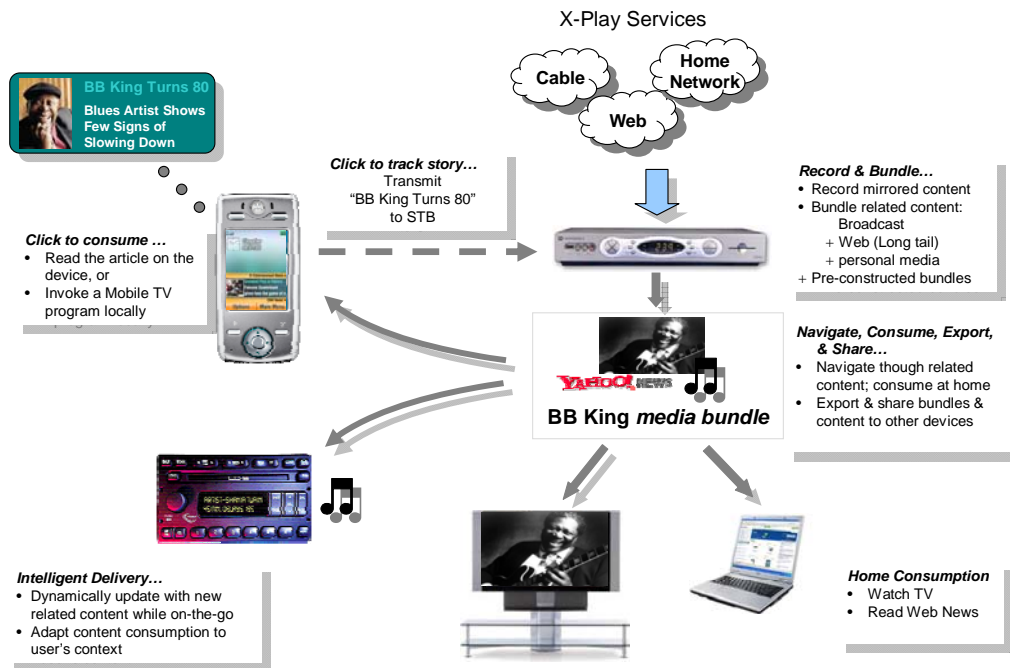 X-Play Services
Cable
Home
Network
Web
BB King Turns 80
Blues Artist Shows
Few Signs of
Slowing Down
Click to track story…
Transmit
“BB King Turns 80”
to STB
Record & Bundle…
• Record mirrored content
• Bundle related content:
Broadcast
+ Web (Long tail)
+ personal media
+ Pre-constructed bundles
Click to consume …
• Read the article on the
device, or
• Invoke a Mobile TV
program locally
Options
Main Menu
Navigate, Consume, Export,
& Share…
• Navigate though related
content; consume at home
• Export & share bundles &
content to other devices
YAHOO! NEWS
BB King media bundle
Intelligent Delivery…
• Dynamically update with new
related content while on-the-go
• Adapt content consumption to
user’s context
Home Consumption
• Watch TV
• Read Web News